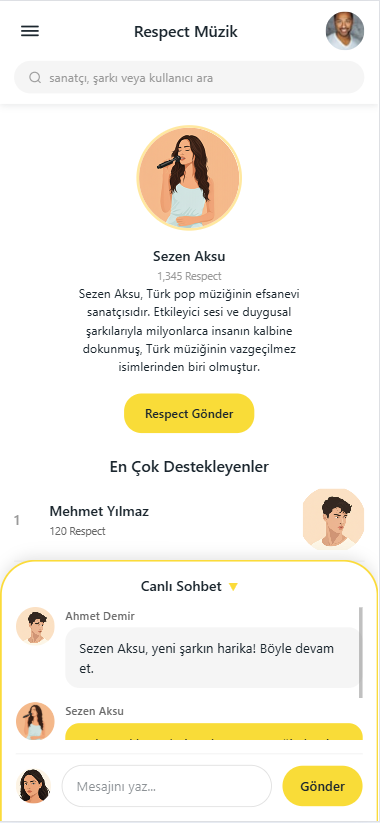 Respect Müzik
sanatçı, şarkı veya kullanıcı ara
Sezen Aksu
1,345 Respect
Sezen Aksu, Türk pop müziğinin efsanevi
sanatçısıdır. Etkileyici sesi ve duygusal
şarkılarıyla milyonlarca insanın kalbine
dokunmuş, Türk müziğinin vazgeçilmez
isimlerinden biri olmuştur.
Respect Gönder
En Çok Destekleyenler
1
Mehmet Yılmaz
120 Respect
Canlı Sohbet
Ahmet Demir
Sezen Aksu, yeni şarkın harika! Böyle devam
et.
Sezen Aksu
Mesajını yaz...
Gönder